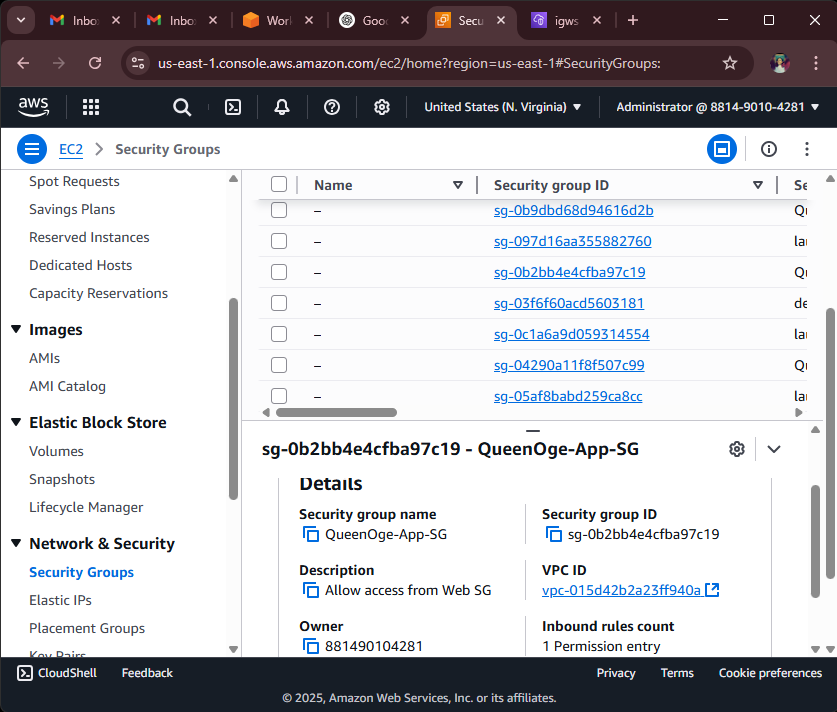 Inbo
Inbo
Work
Goo
Secu
igws
us-east-1.console.aws.amazon.com/ec2/home?region=us-east-1#SecurityGroups:
aws
United States (N. Virginia)
Administrator @ 8814-9010-4281
EC2
Security Groups
Spot Requests
Savings Plans
Reserved Instances
Dedicated Hosts
Capacity Reservations
Images
AMIs
AMI Catalog
Elastic Block Store
Volumes
Snapshots
Lifecycle Manager
Network & Security
Security Groups
Elastic IPs
Placement Groups
Key Pairs
Name Security group ID Se
– sg-0b9dbd68d94616d2b Qu
– sg-097d16aa355882760 lau
– sg-0b2bb4e4cfba97c19 Qu
– sg-03f6f60acd5603181 de
– sg-0c1a6a9d059314554 lau
– sg-04290a11f8f507c99 Qu
– sg-05af8babd259ca8cc lau
sg-0b2bb4e4cfba97c19 - QueenOge-App-SG
Details
Security group name
QueenOge-App-SG
Security group ID
sg-0b2bb4e4cfba97c19
Description
Allow access from Web SG
VPC ID
vpc-015d42b2a23ff940a
Owner
881490104281
Inbound rules count
1 Permission entry
CloudShell
Feedback
Privacy
Terms
Cookie preferences
© 2025, Amazon Web Services, Inc. or its affiliates.